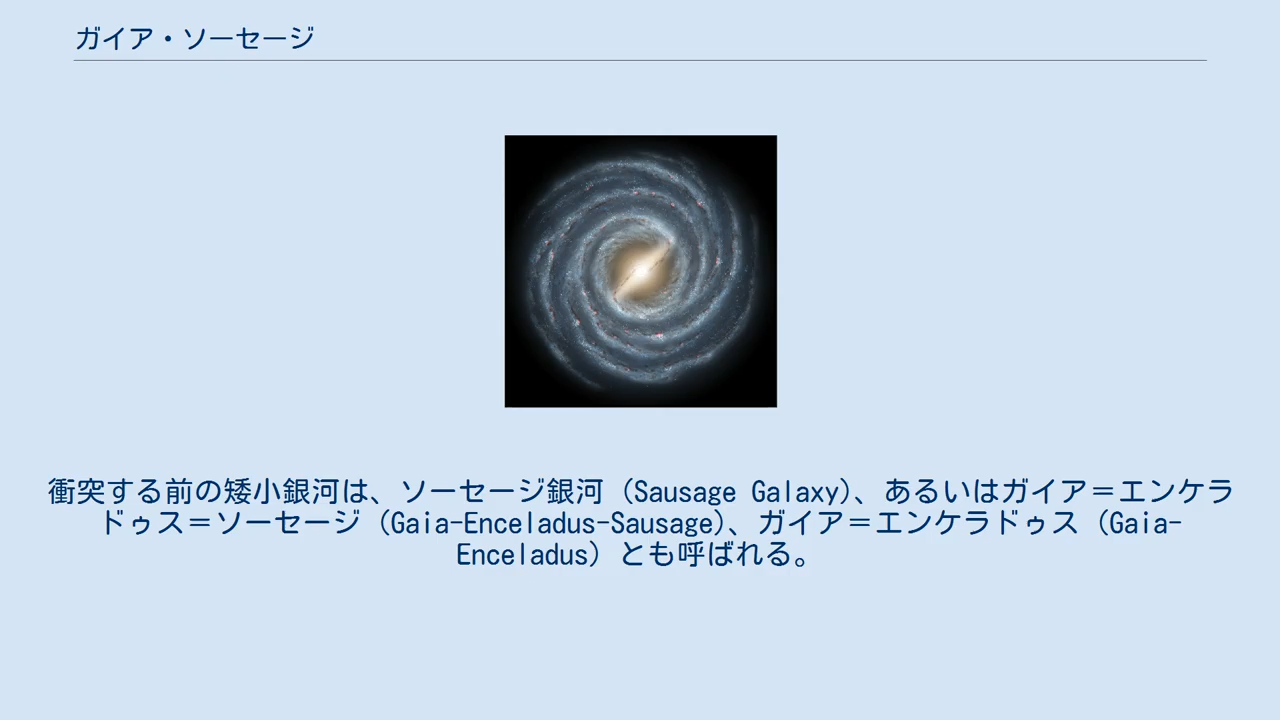 ガイア・ソーセージ
衝突する前の矮小銀河は、ソーセージ銀河（Sausage Galaxy）、あるいはガイア＝エンケラ
ドゥス＝ソーセージ（Gaia-Enceladus-Sausage）、ガイア＝エンケラドゥス（Gaia-
Enceladus）とも呼ばれる。